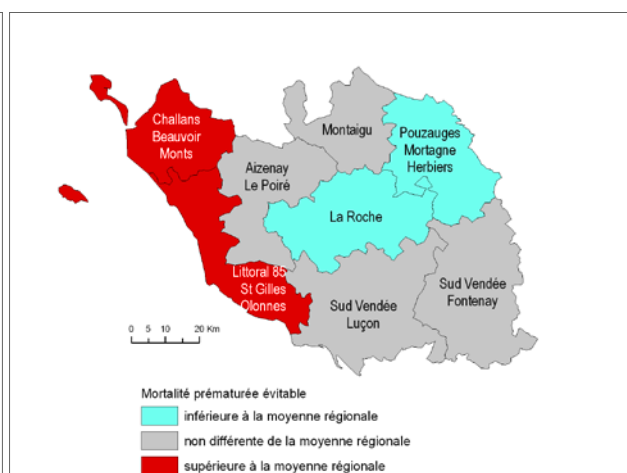 Challans
Beauvoir
Monts
Montaigu
Pouzauges
Mortagne
Herbiers
Aizenay
Le Poiré
La Roche
Littoral 85
St Gilles
Olonnes
Sud Vendée
Luçon
Sud Vendée
Fontenay
0 5 10 20 Km
Mortalité prématurée évitable
inférieure à la moyenne régionale
non différente de la moyenne régionale
supérieure à la moyenne régionale